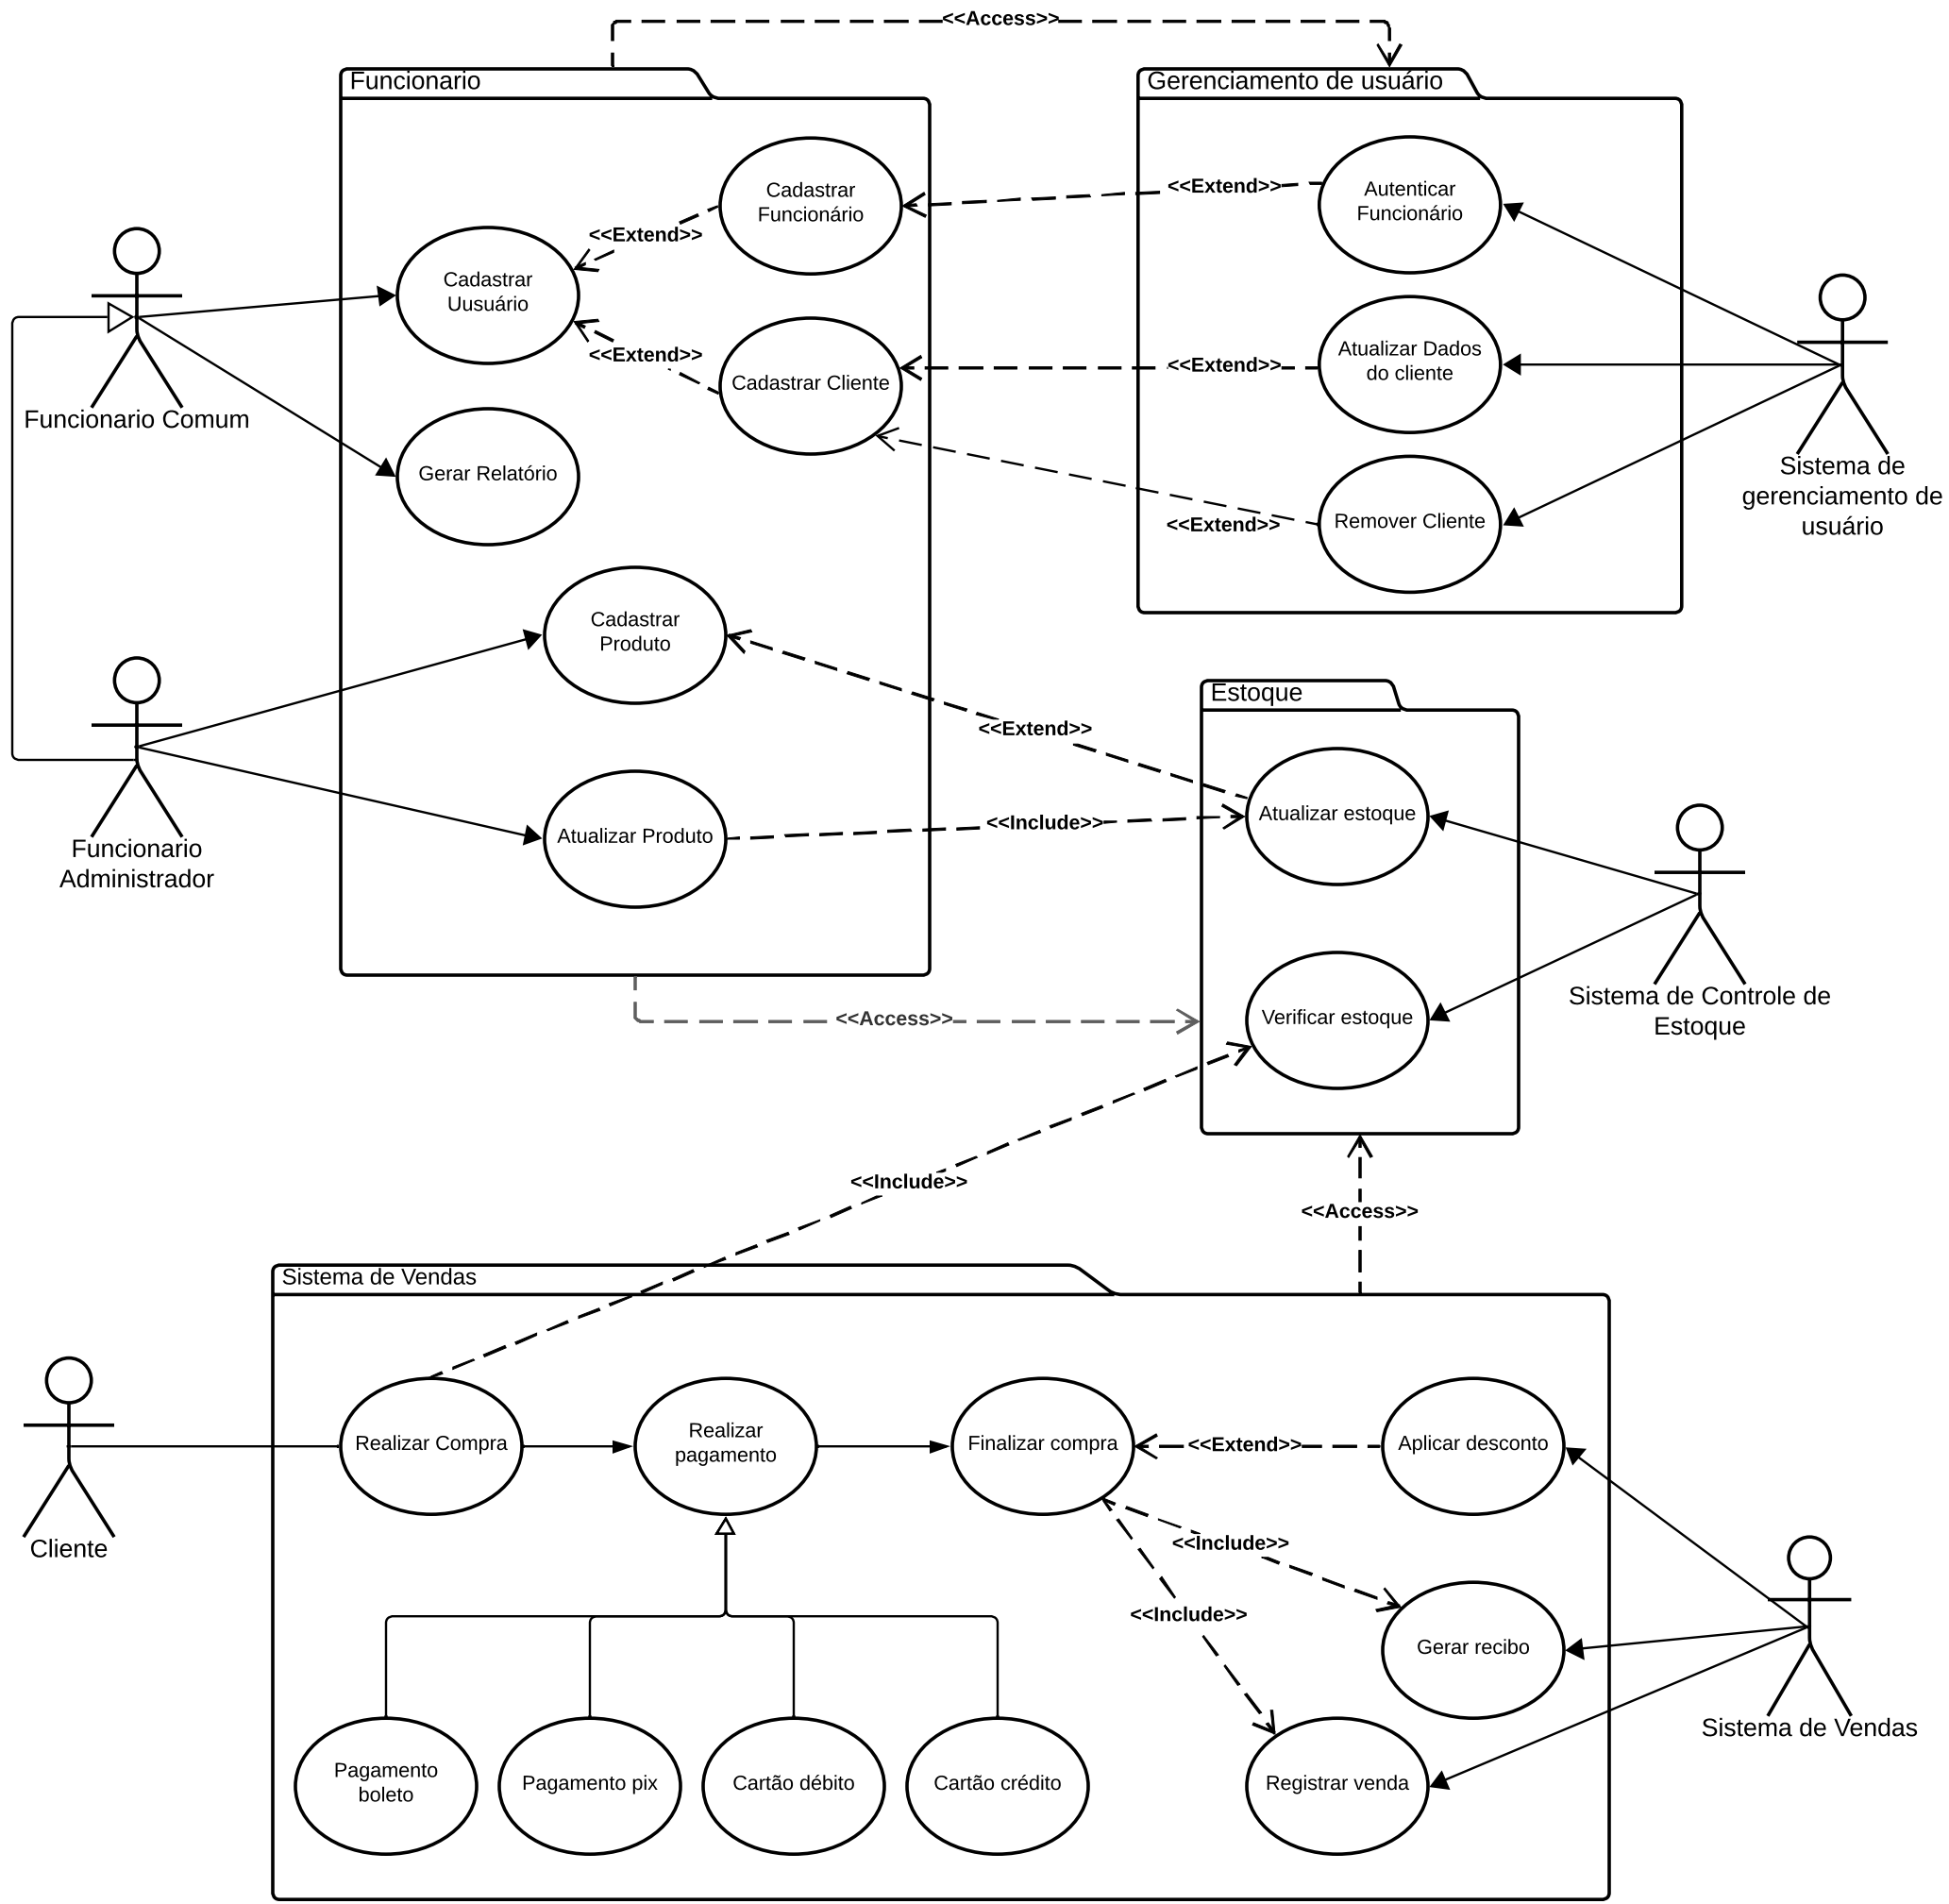 <<Access>>
Funcionario
Gerenciamento de usuário
Cadastrar
Funcionário
<<Extend>>
Autenticar
Funcionário
<<Extend>>
Cadastrar
Uusuário
<<Extend>>
Cadastrar Cliente
<<Extend>>
Atualizar Dados
do cliente
Funcionario Comum
Gerar Relatório
<<Extend>>
Remover Cliente
Sistema de
gerenciamento de
usuário
Cadastrar
Produto
Estoque
<<Extend>>
Atualizar Produto
<<Include>>
Atualizar estoque
Funcionario
Administrador
<<Access>>
Verificar estoque
Sistema de Controle de
Estoque
<<Include>>
<<Access>>
Sistema de Vendas
Realizar Compra
Realizar
pagamento
Finalizar compra
<<Extend>>
Aplicar desconto
Cliente
<<Include>>
<<Include>>
Gerar recibo
Sistema de Vendas
Pagamento
boleto
Pagamento pix
Cartão débito
Cartão crédito
Registrar venda